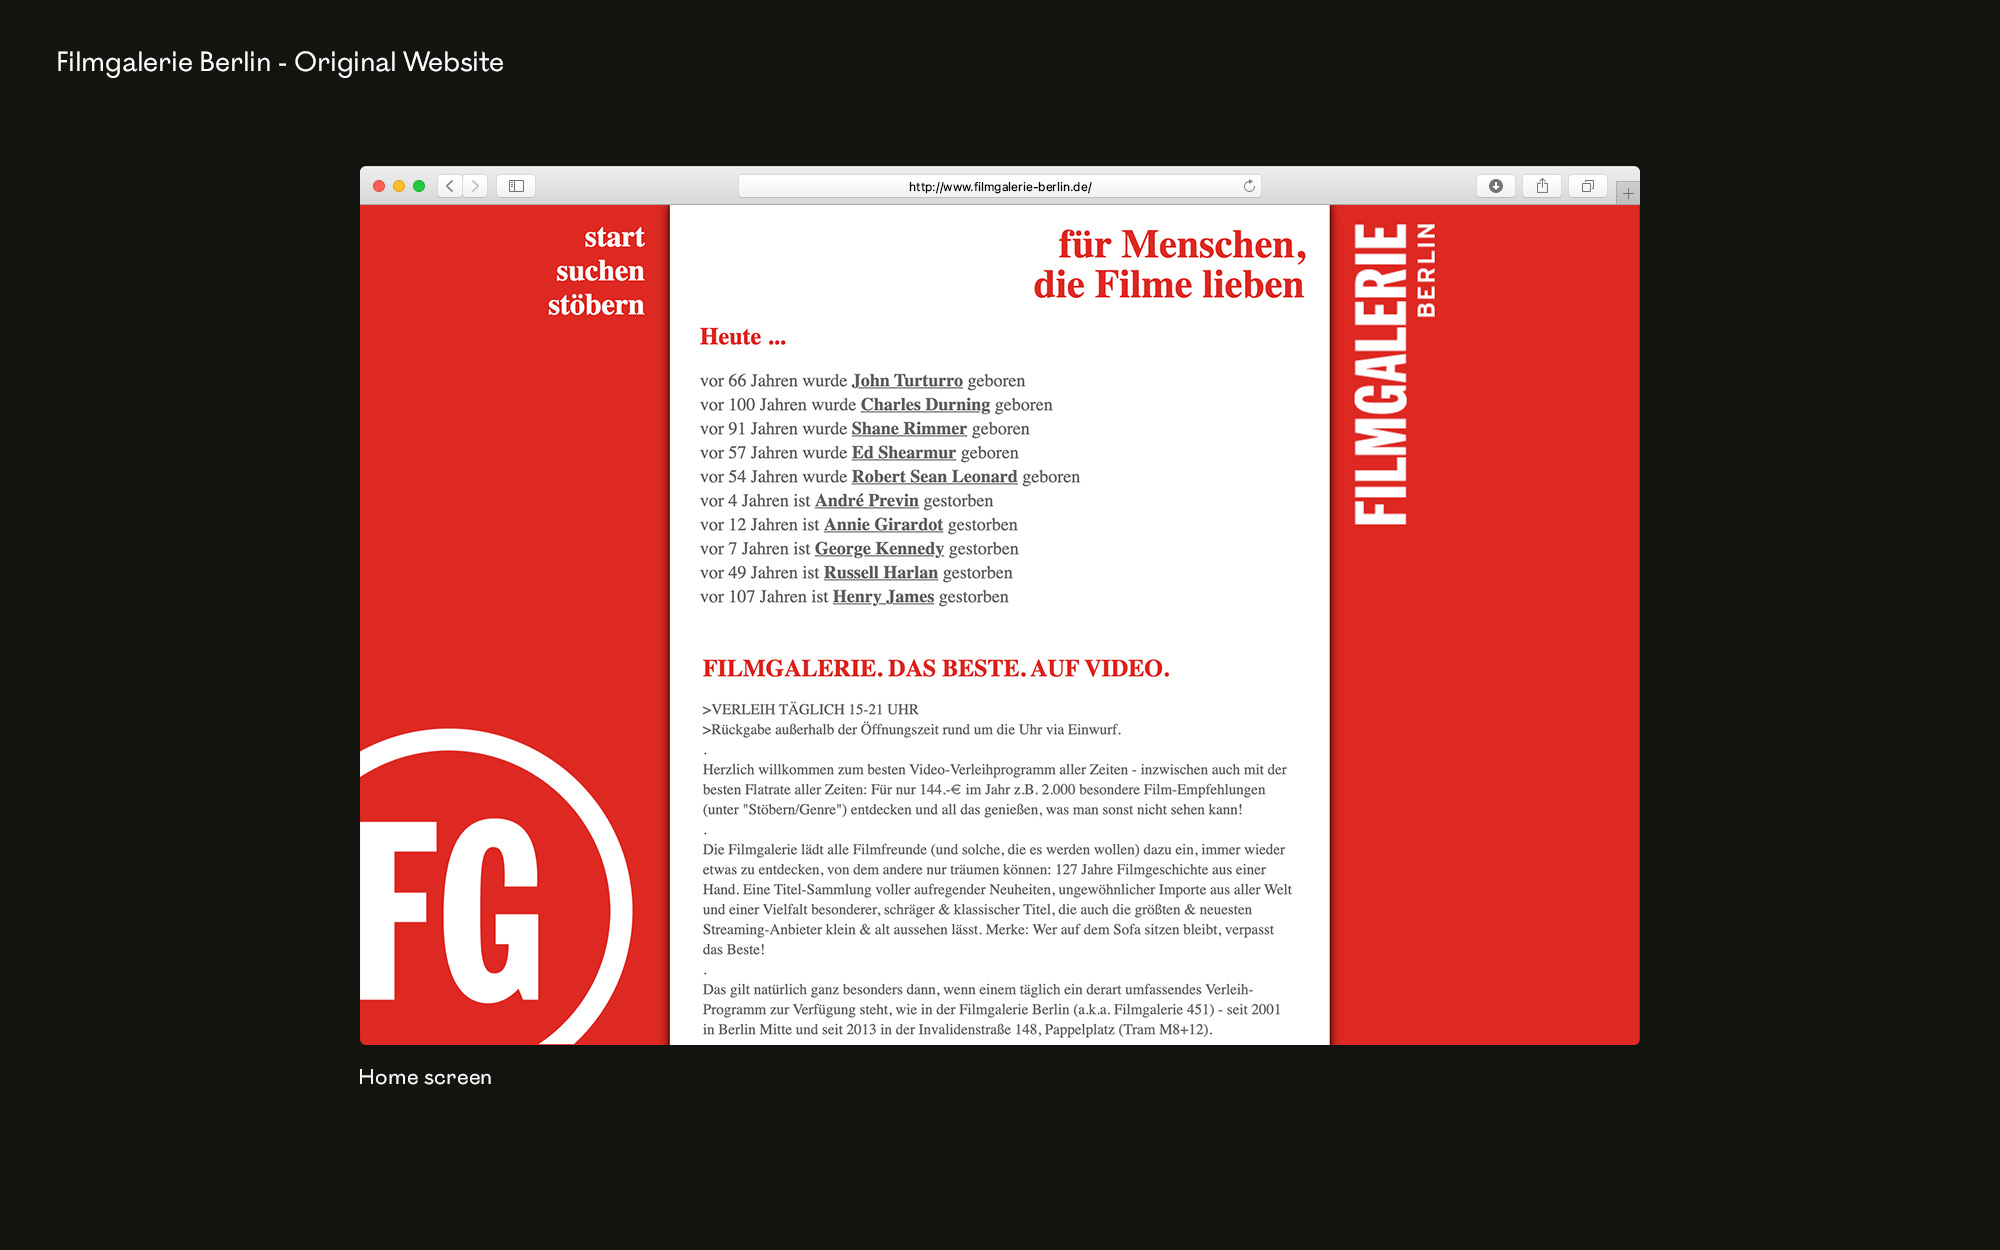 Filmgalerie Berlin - Original Website
http://www.filmgalerie-berlin.de/
start
suchen
stöbern
für Menschen,
die Filme lieben
FILMGALERIE
BERLIN
Heute ...
vor 66 Jahren wurde John Turturro geboren
vor 100 Jahren wurde Charles Durning geboren
vor 91 Jahren wurde Shane Rimmer geboren
vor 57 Jahren wurde Ed Shearmur geboren
vor 54 Jahren wurde Robert Sean Leonard geboren
vor 4 Jahren ist André Previn gestorben
vor 12 Jahren ist Annie Girardot gestorben
vor 7 Jahren ist George Kennedy gestorben
vor 49 Jahren ist Russell Harlan gestorben
vor 107 Jahren ist Henry James gestorben
FILMGALERIE. DAS BESTE. AUF VIDEO.
>VERLEIH TÄGLICH 15-21 UHR
>Rückgabe außerhalb der Öffnungszeit rund um die Uhr via Einwurf.
.
Herzlich willkommen zum besten Video-Verleihprogramm aller Zeiten - inzwischen auch mit der
besten Flatrate aller Zeiten: Für nur 144.-€ im Jahr z.B. 2.000 besondere Film-Empfehlungen
(unter "Stöbern/Genre") entdecken und all das genießen, was man sonst nicht sehen kann!
.
Die Filmgalerie lädt alle Filmfreunde (und solche, die es werden wollen) dazu ein, immer wieder
etwas zu entdecken, von dem andere nur träumen können: 127 Jahre Filmgeschichte aus einer
Hand. Eine Titel-Sammlung voller aufregender Neuheiten, ungewöhnlicher Importe aus aller Welt
und einer Vielfalt besonderer, schräger & klassischer Titel, die auch die größten & neuesten
Streaming-Anbieter klein & alt aussehen lässt. Merke: Wer auf dem Sofa sitzen bleibt, verpasst
das Beste!
.
Das gilt natürlich ganz besonders dann, wenn einem täglich ein derart umfassendes Verleih-
Programm zur Verfügung steht, wie in der Filmgalerie Berlin (a.k.a. Filmgalerie 451) - seit 2001
in Berlin Mitte und seit 2013 in der Invalidenstraße 148, Pappelplatz (Tram M8+12).
FG
Home screen